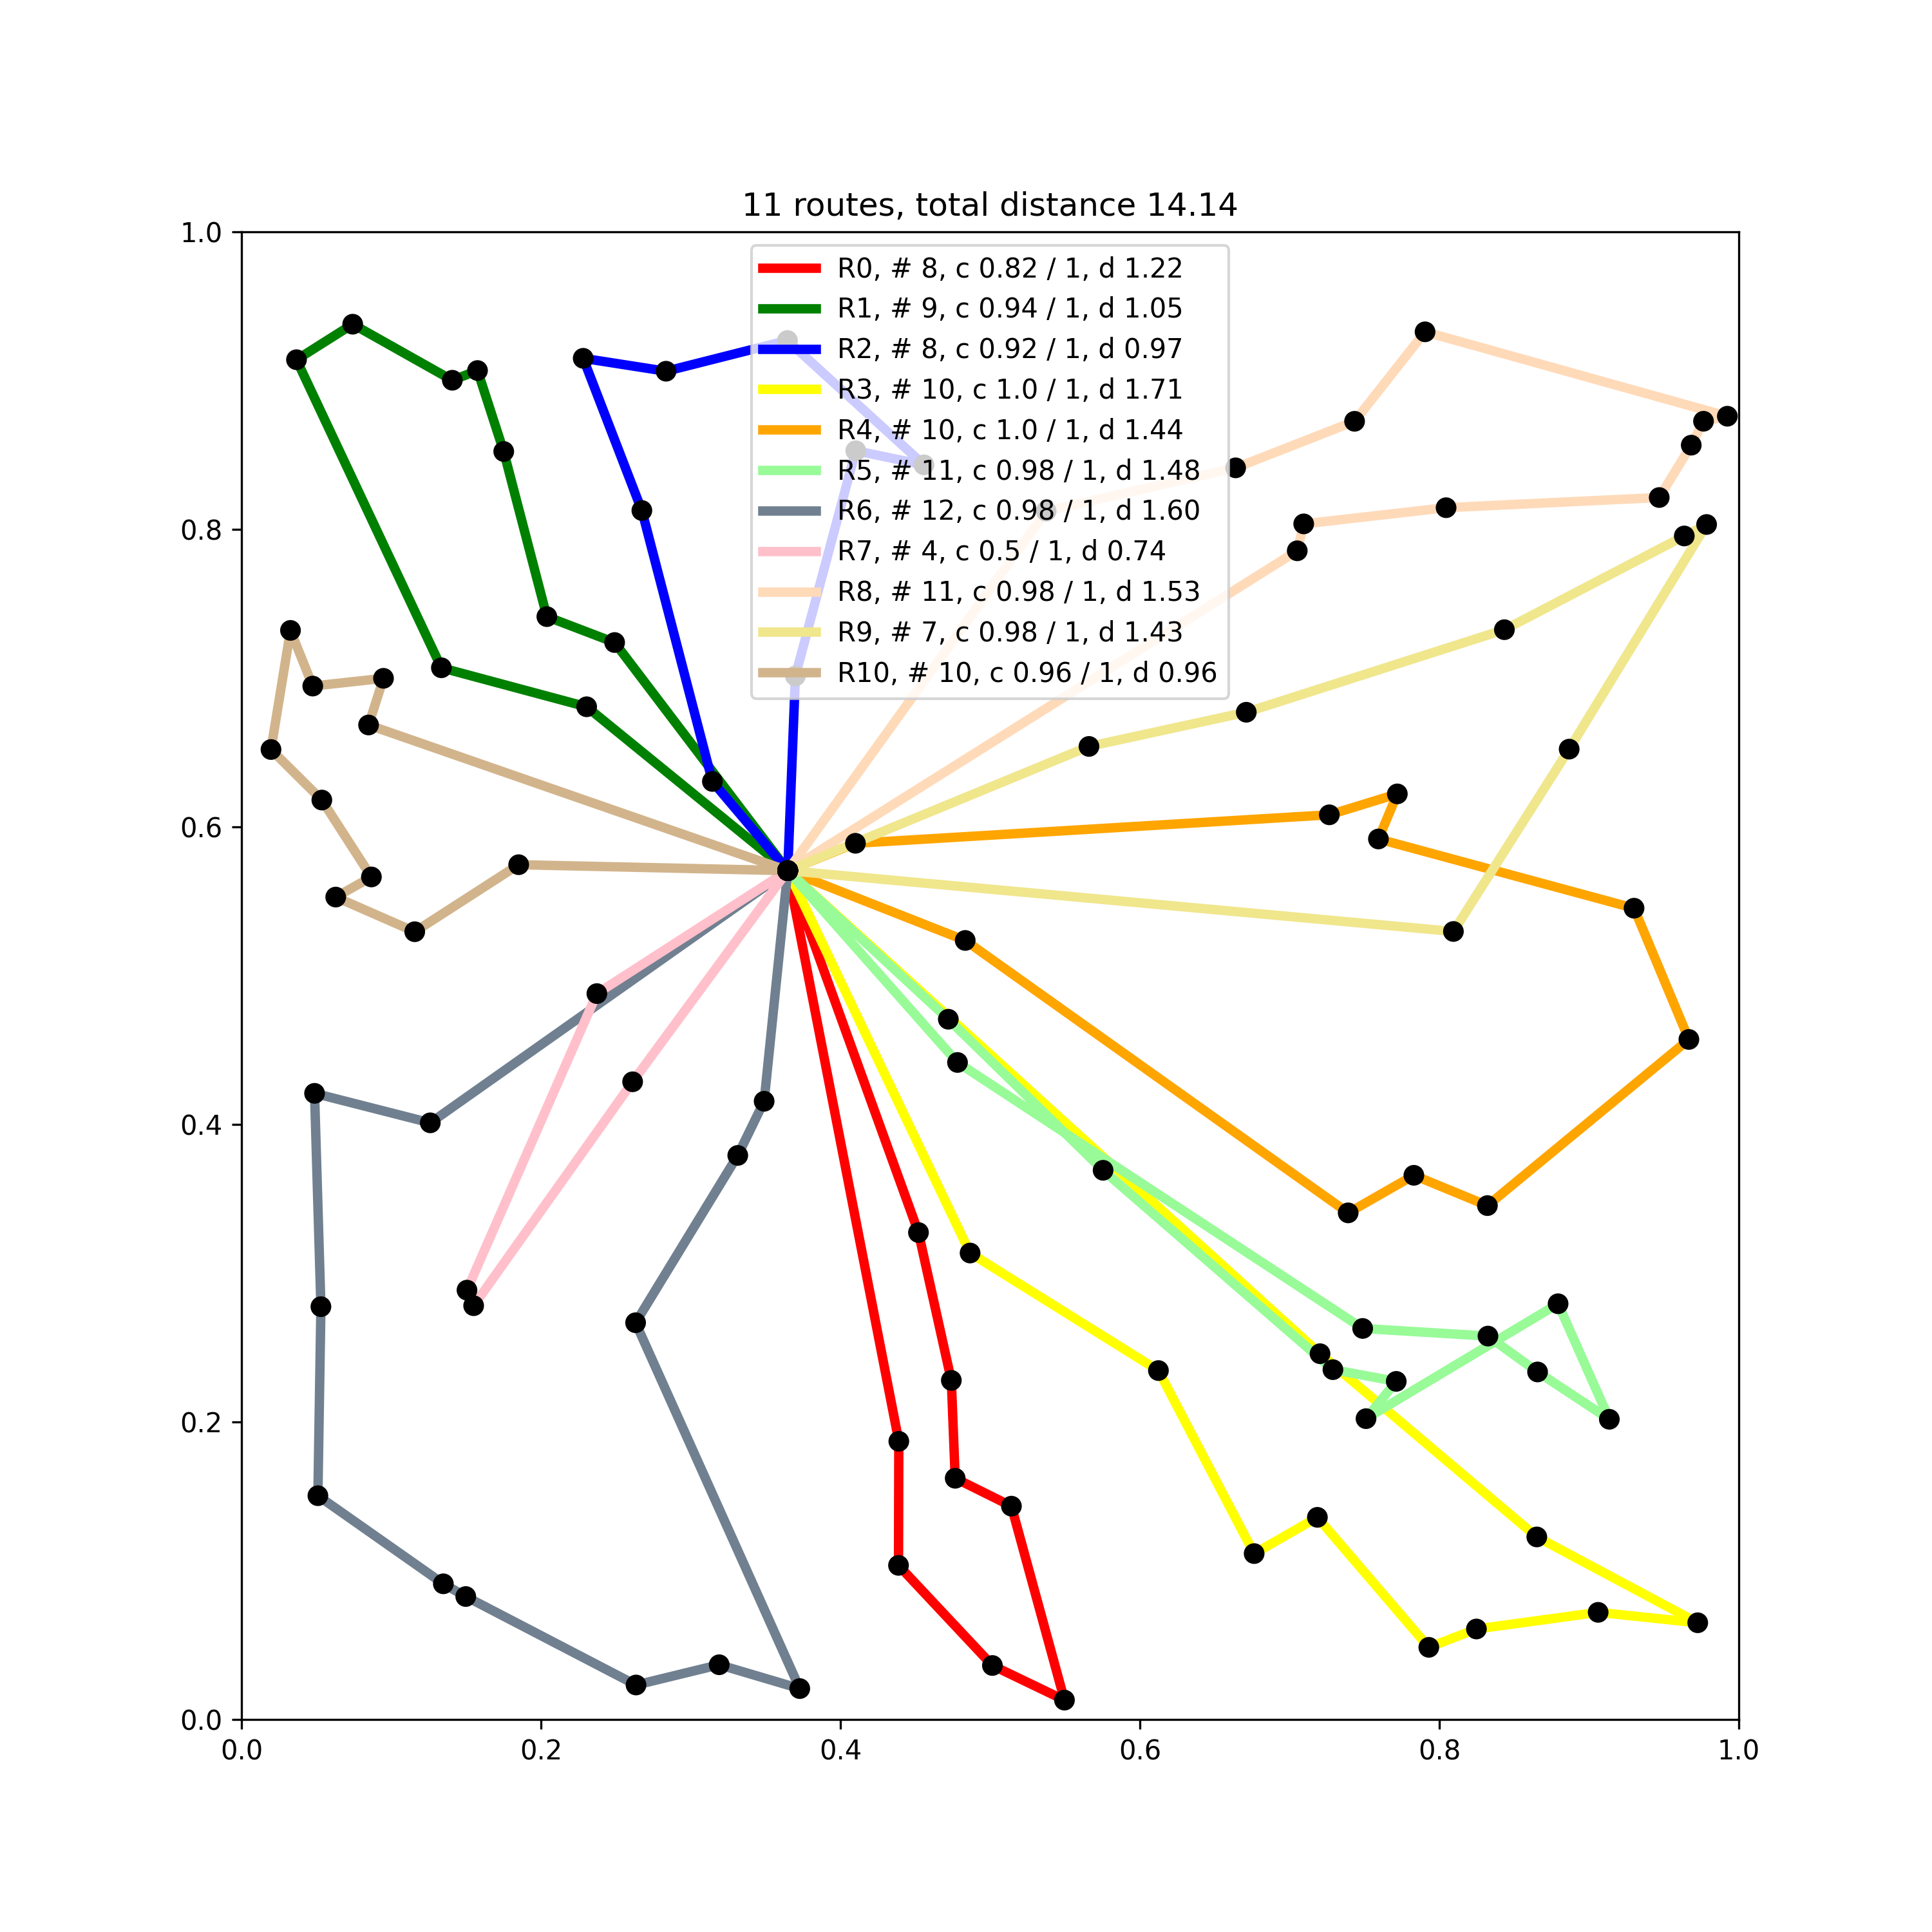 11 routes, total distance 14.14
1.0
R0, # 8, c 0.82 / 1, d 1.22
R1, # 9, c 0.94 / 1, d 1.05
R2, # 8, c 0.92 / 1, d 0.97
R3, # 10, c 1.0 / 1, d 1.71
R4, # 10, c 1.0 / 1, d 1.44
R5, # 11, c 0.98 / 1, d 1.48
R6, # 12, c 0.98 / 1, d 1.60
0.8
R7, # 4, c 0.5 / 1, d 0.74
R8, # 11, c 0.98 / 1, d 1.53
R9, # 7, c 0.98 / 1, d 1.43
R10, # 10, c 0.96 / 1, d 0.96
0.6
0.4
0.2
0.0
0.0 0.2 0.4 0.6 0.8 1.0